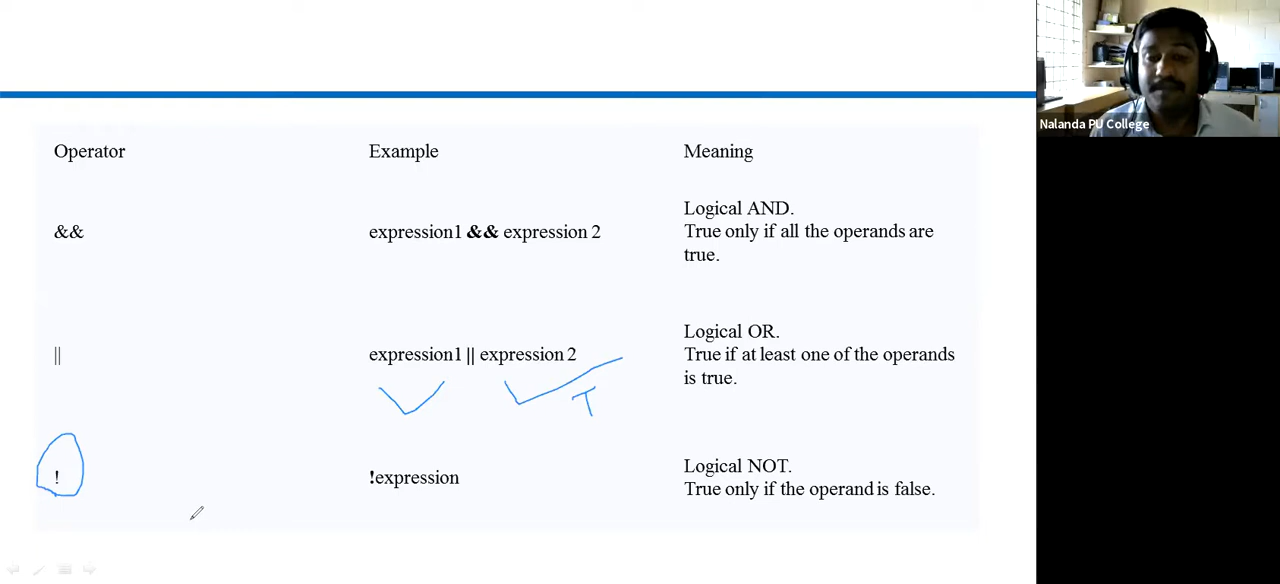 Nalanda PU College
Operator Example Meaning
&& expression1 && expression 2 Logical AND.
True only if all the operands are
true.
|| expression1 || expression 2 Logical OR.
True if at least one of the operands
is true.
T
! !expression Logical NOT.
True only if the operand is false.